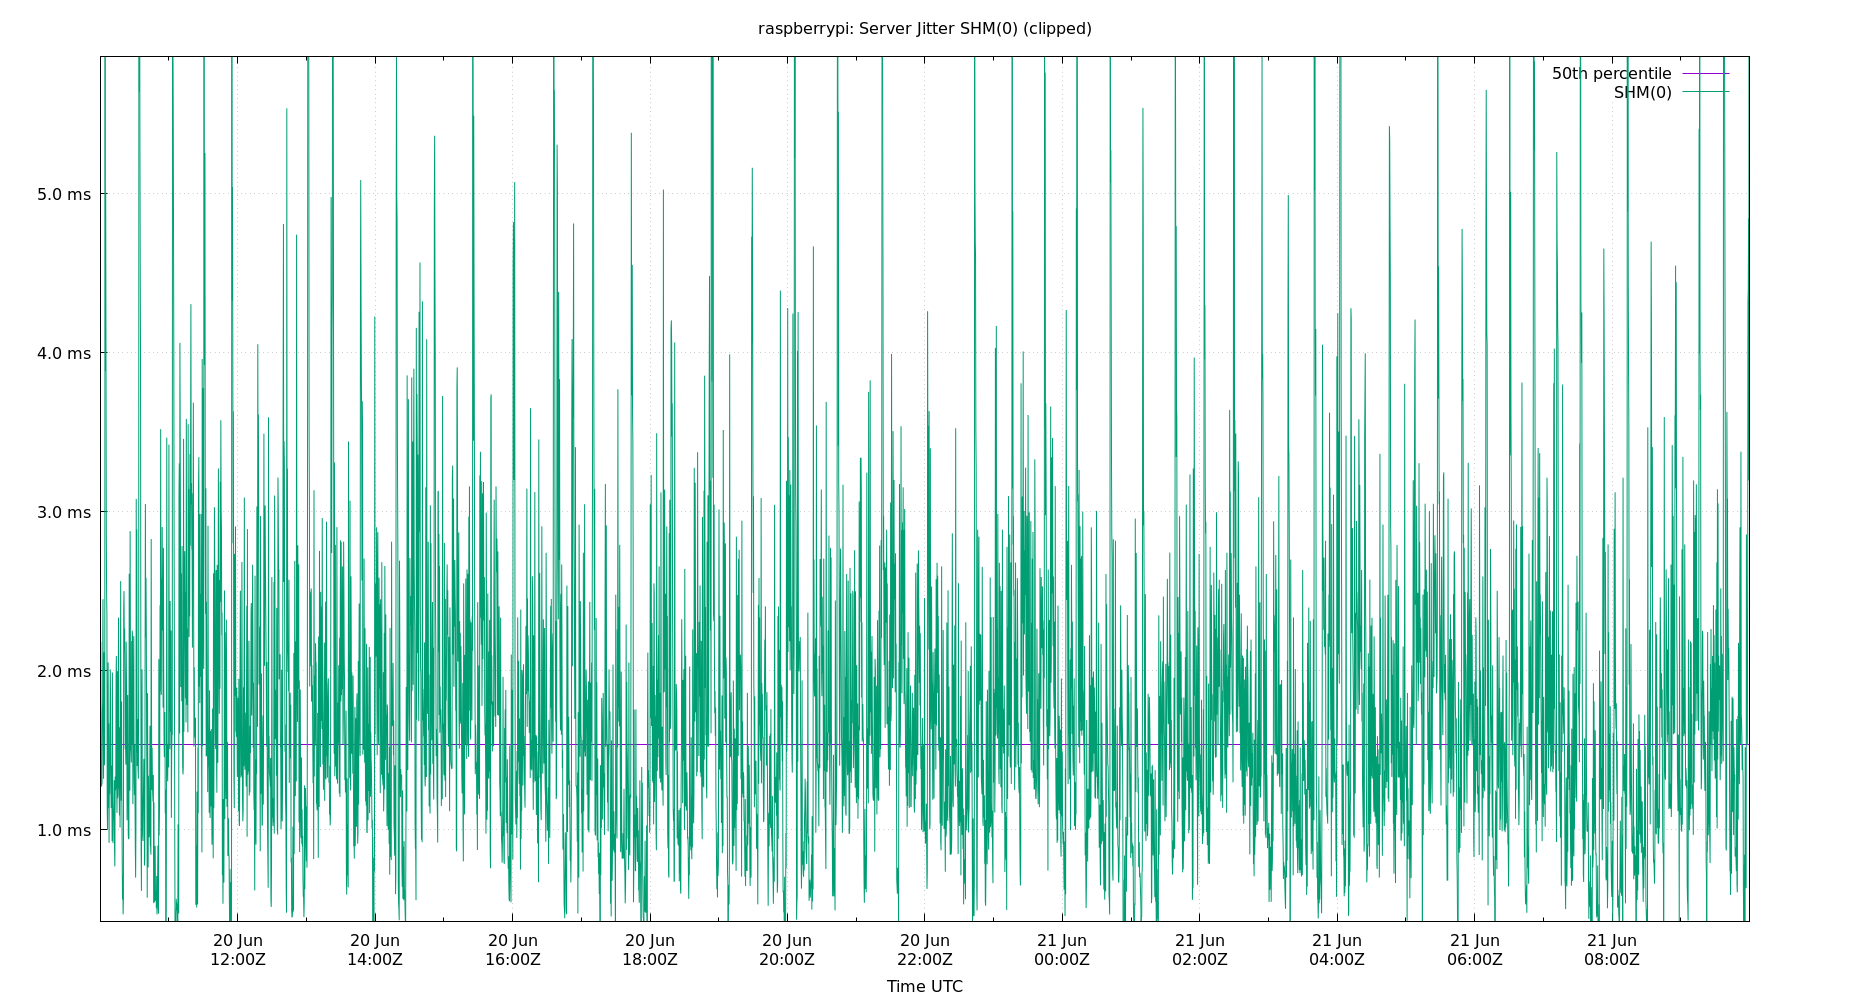 raspberrypi: Server Jitter SHM(0) (clipped)
50th percentile
SHM(0)
5.0 ms
4.0 ms
3.0 ms
2.0 ms
1.0 ms
20 Jun 20 Jun 20 Jun 20 Jun 20 Jun 20 Jun 21 Jun 21 Jun 21 Jun 21 Jun 21 Jun
12:00Z 14:00Z 16:00Z 18:00Z 20:00Z 22:00Z 00:00Z 02:00Z 04:00Z 06:00Z 08:00Z
Time UTC